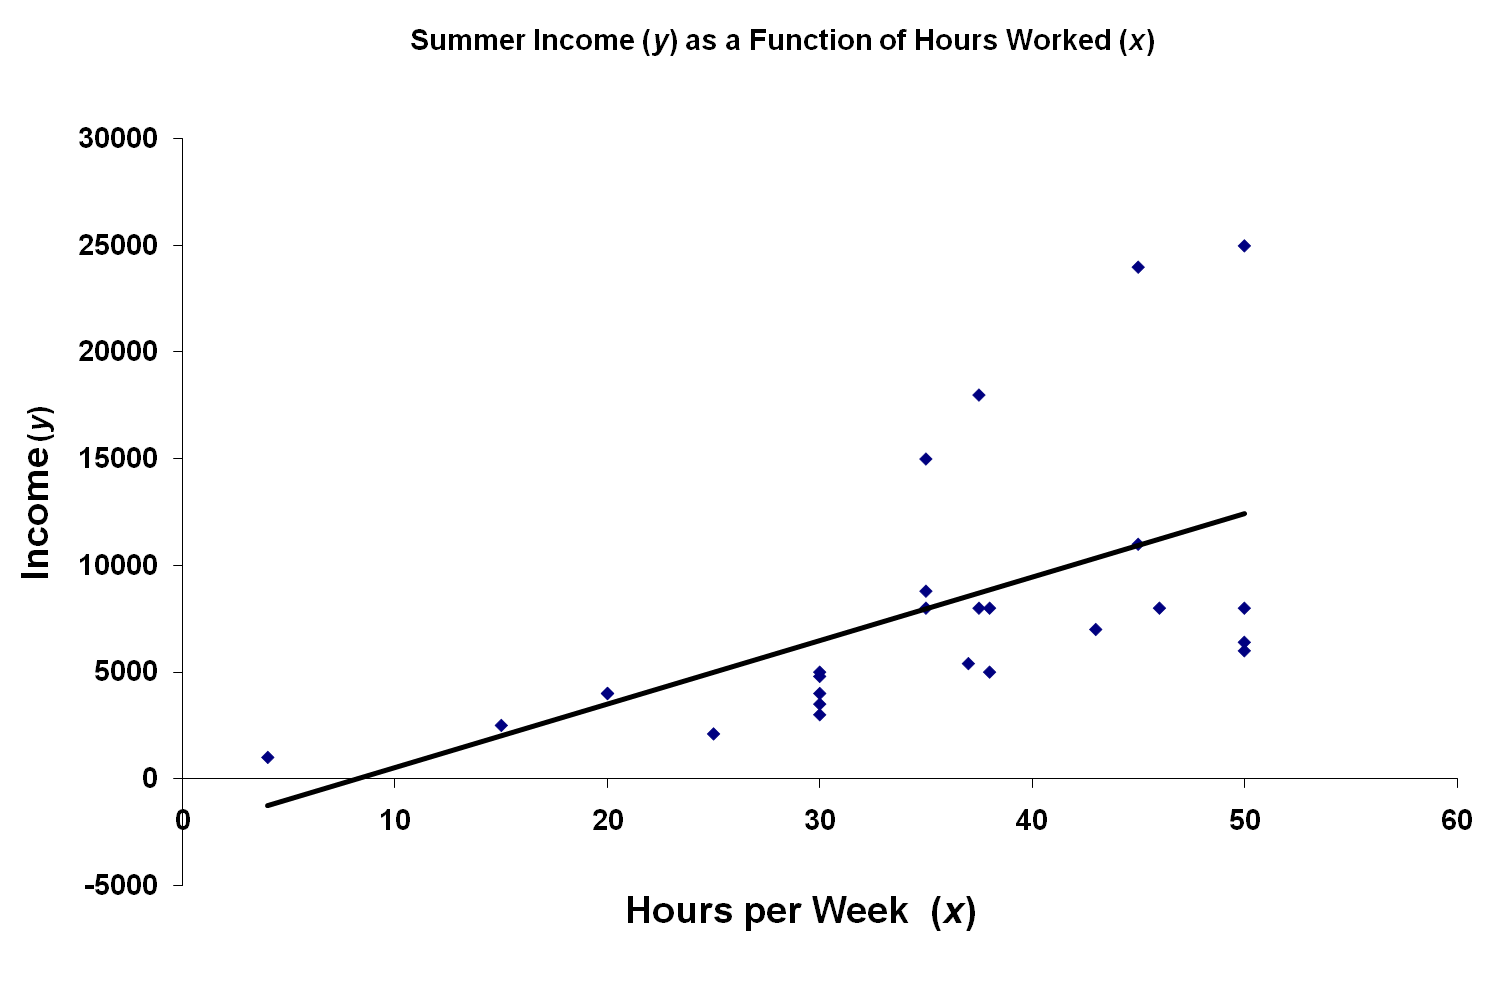 Summer Income (y) as a Function of Hours Worked (x)
30000
25000
20000
15000
10000
5000
0
-5000
Income (y)
0 10 20 30 40 50 60
Hours per Week (x)